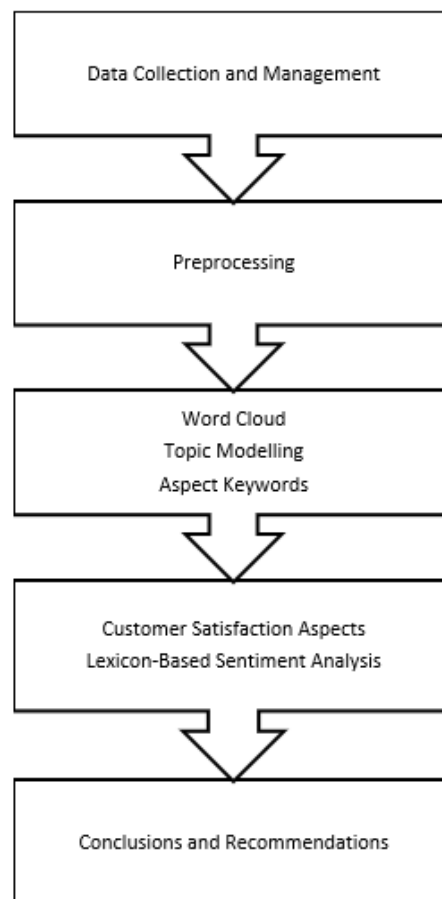 Data Collection and Management
Preprocessing
Word Cloud
Topic Modelling
Aspect Keywords
Customer Satisfaction Aspects
Lexicon-Based Sentiment Analysis
Conclusions and Recommendations